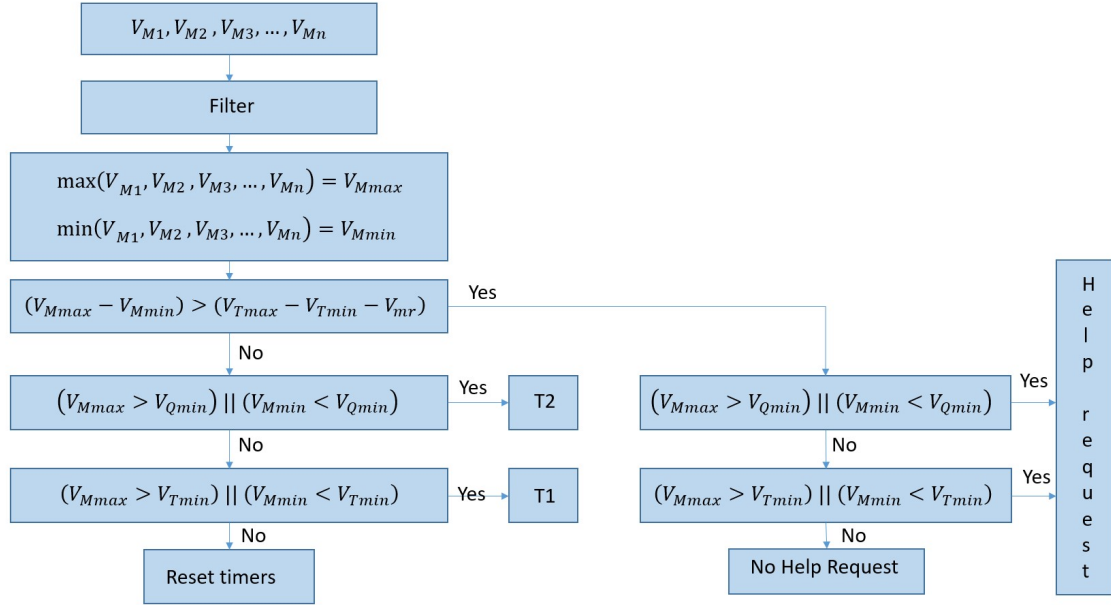 V_{M1}, V_{M2}, V_{M3}, …, V_{Mn}
Filter
max(V_{M1}, V_{M2}, V_{M3}, …, V_{Mn}) = V_{Mmax}
min(V_{M1}, V_{M2}, V_{M3}, …, V_{Mn}) = V_{Mmin}
(V_{Mmax} − V_{Mmin}) > (V_{Tmax} − V_{Tmin} − V_{mr})
Yes
No
(V_{Mmax} > V_{Qmin}) || (V_{Mmin} < V_{Qmin})
Yes
T2
No
(V_{Mmax} > V_{Tmin}) || (V_{Mmin} < V_{Tmin})
Yes
T1
No
Reset timers
(V_{Mmax} > V_{Qmin}) || (V_{Mmin} < V_{Qmin})
Yes
No
(V_{Mmax} > V_{Tmin}) || (V_{Mmin} < V_{Tmin})
Yes
No
No Help Request
Help request